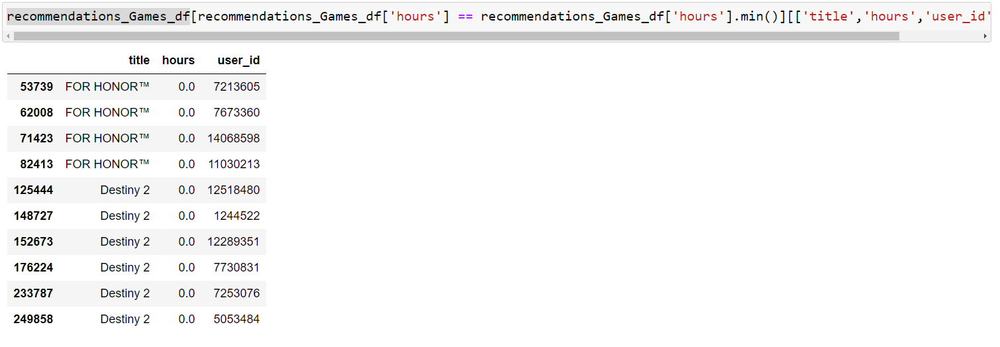 recommendations_Games_df[recommendations_Games_df['hours'] == recommendations_Games_df['hours'].min()][['title','hours','user_id'
title hours user_id
53739 FOR HONOR™ 0.0 7213605
62008 FOR HONOR™ 0.0 7673360
71423 FOR HONOR™ 0.0 14068598
82413 FOR HONOR™ 0.0 11030213
125444 Destiny 2 0.0 12518480
148727 Destiny 2 0.0 1244522
152673 Destiny 2 0.0 12289351
176224 Destiny 2 0.0 7730831
233787 Destiny 2 0.0 7253076
249858 Destiny 2 0.0 5053484